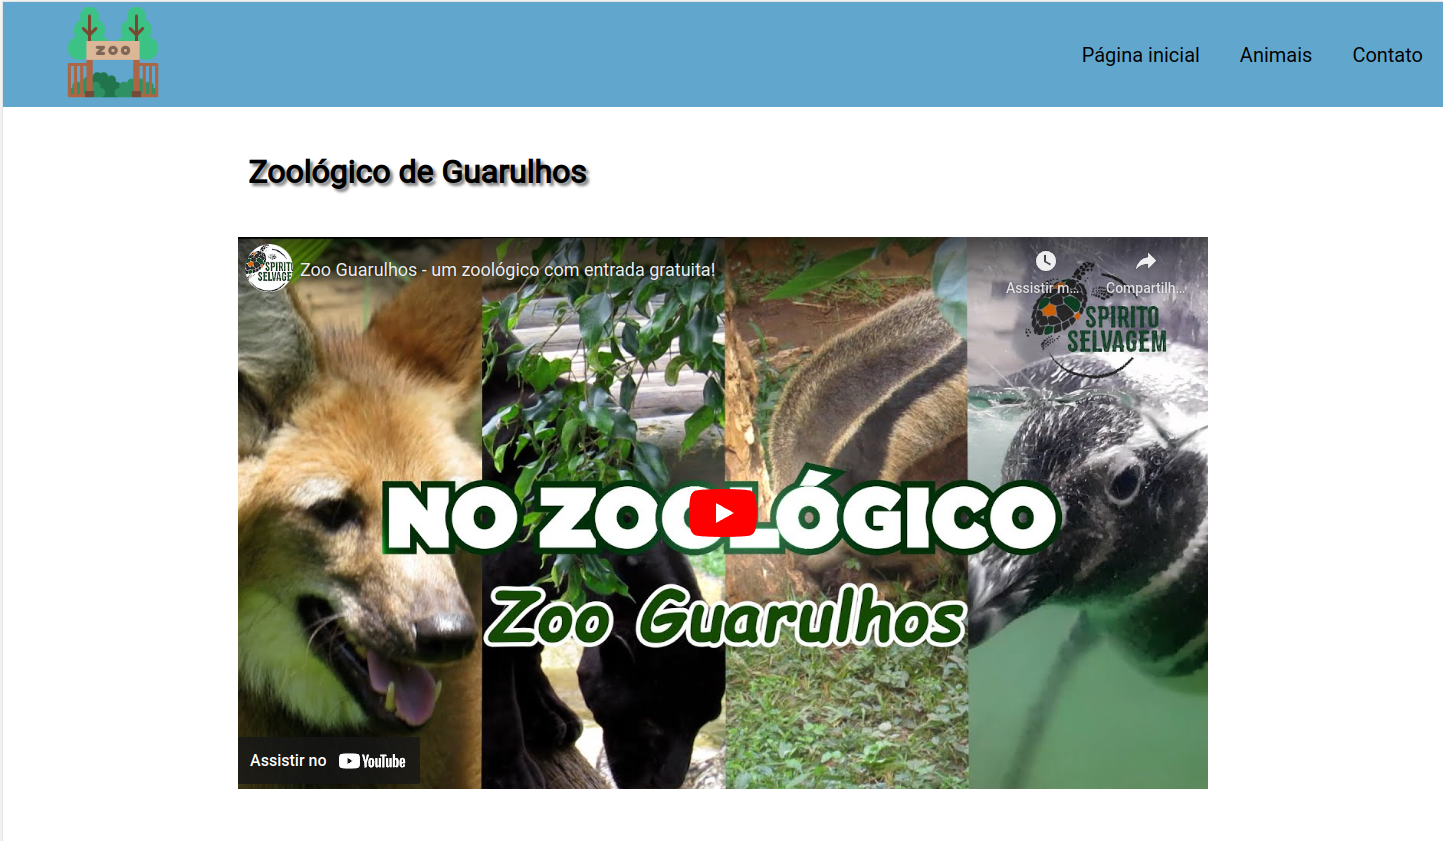 ZOO
Página inicial
Animais
Contato
Zoológico de Guarulhos
SPIRITO
SELVAGE
Zoo Guarulhos - um zoológico com entrada gratuita!
Assistir m...
Compartilh...
SPIRITO
SELVAGEM
NO ZOOLÓGICO
Zoo Guarulhos
Assistir no YouTube